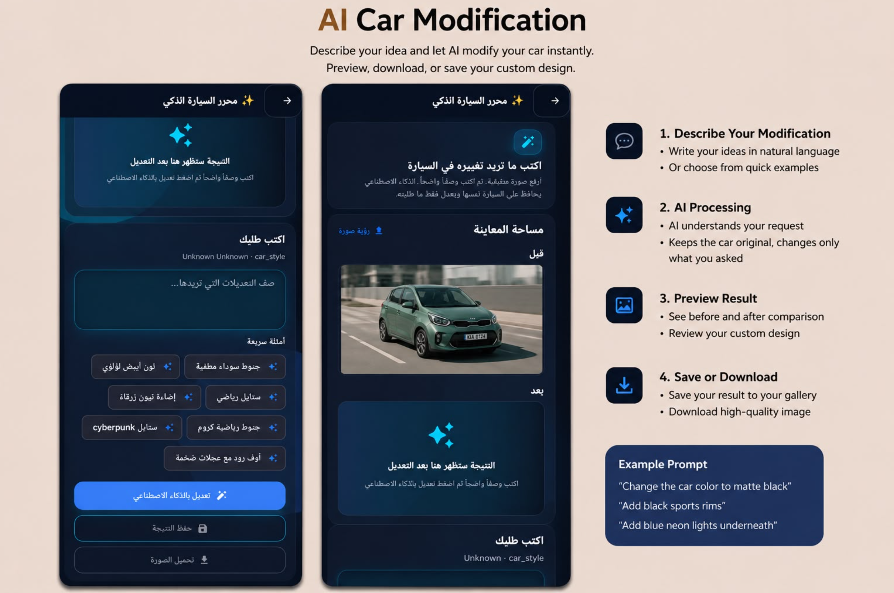 AI Car Modification
Describe your idea and let AI modify your car instantly.
Preview, download, or save your custom design.
محرر السيارة الذكي
النتيجة ستظهر هنا بعد التعديل
اكتب وصفاً واضحاً ثم اضغط تعديل بالذكاء الاصطناعي
اكتب طلبك
Unknown Unknown · car_style
صف التعديلات التي تريدها...
أمثلة سريعة
جنوط سوداء مطفية
لون أبيض لؤلؤي
ستايل رياضي
إضاءة نيون زرقاء
جنوط رياضية كروم
ستايل cyberpunk
أوف رود مع عجلات ضخمة
تعديل بالذكاء الاصطناعي
حفظ النتيجة
تحميل الصورة
محرر السيارة الذكي
اكتب ما تريد تغييره في السيارة
ارفع صورة حقيقية، ثم اكتب وصفاً واضحاً. الذكاء الاصطناعي
يحافظ على السيارة نفسها ويعدل فقط ما طلبته.
مساحة المعاينة
رؤية صورة
قبل
بعد
النتيجة ستظهر هنا بعد التعديل
اكتب وصفاً واضحاً ثم اضغط تعديل بالذكاء الاصطناعي
اكتب طلبك
Unknown · car_style
1. Describe Your Modification
• Write your ideas in natural language
• Or choose from quick examples
2. AI Processing
• AI understands your request
• Keeps the car original, changes only
what you asked
3. Preview Result
• See before and after comparison
• Review your custom design
4. Save or Download
• Save your result to your gallery
• Download high-quality image
Example Prompt
"Change the car color to matte black"
"Add black sports rims"
"Add blue neon lights underneath"